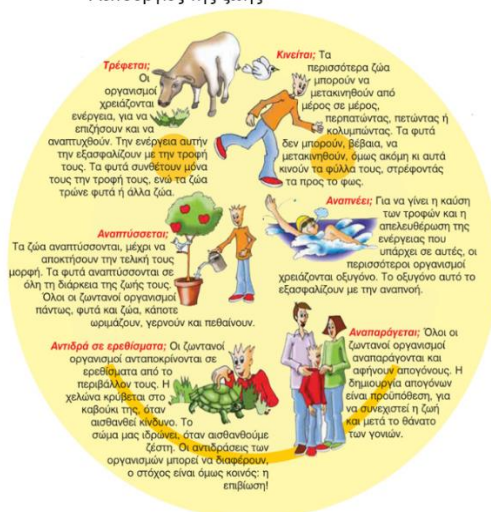 Λειτουργίες της ζωής
Τρέφεται; Οι
οργανισμοί
χρειάζονται
ενέργεια, για να
επιζήσουν και να
αναπτυχθούν. Την ενέργεια αυτήν
την εξασφαλίζουν με την τροφή
τους. Τα φυτά συνθέτουν μόνα
τους την τροφή τους, ενώ τα ζώα
τρώνε φυτά ή άλλα ζώα.
Κινείται; Τα
περισσότερα ζώα
μπορούν να
μετακινηθούν από
μέρος σε μέρος,
περπατώντας, πετώντας ή
κολυμπώντας. Τα φυτά
δεν μπορούν, βέβαια, να
μετακινηθούν, όμως ακόμη κι αυτά
κινούν τα φύλλα τους, στρέφοντάς
τα προς το φως.
Αναπτύσσεται;
Τα ζώα αναπτύσσονται, μέχρι να
αποκτήσουν την τελική τους
μορφή. Τα φυτά αναπτύσσονται σε
όλη τη διάρκεια της ζωής τους.
Όλοι οι ζωντανοί οργανισμοί
πάντως, φυτά και ζώα, κάποτε
ωριμάζουν, γερνούν και πεθαίνουν.
Αναπνέει; Για να γίνει η καύση
των τροφών και η
απελευθέρωση της
ενέργειας που
υπάρχει σε αυτές, οι
περισσότεροι οργανισμοί
χρειάζονται οξυγόνο. Το οξυγόνο αυτό το
εξασφαλίζουν με την αναπνοή.
Αντιδρά σε ερεθίσματα; Οι ζωντανοί
οργανισμοί ανταποκρίνονται σε
ερεθίσματα από το
περιβάλλον τους. Η
χελώνα κρύβεται στο
καβούκι της, όταν
αισθανθεί κίνδυνο. Το
σώμα μας ιδρώνει, όταν αισθανθούμε
ζέστη. Οι αντιδράσεις των
οργανισμών μπορεί να διαφέρουν,
ο στόχος είναι όμως κοινός: η
επιβίωση!
Αναπαράγεται; Όλοι οι
ζωντανοί οργανισμοί
αναπαράγονται και
αφήνουν απογόνους. Η
δημιουργία απογόνων
είναι προϋπόθεση, για
να συνεχιστεί η ζωή
και μετά το θάνατο
των γονιών.